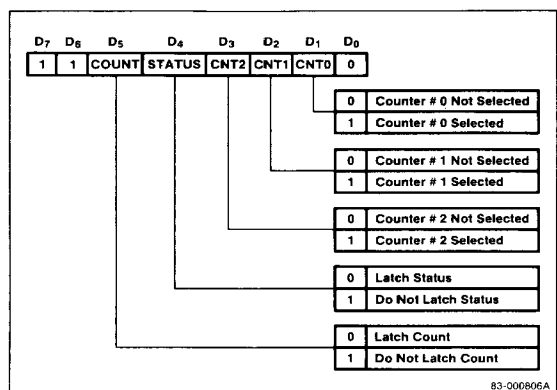 D7 D6 D5 D4 D3 D2 D1 D0
1 1 COUNT STATUS CNT2 CNT1 CNT0 0
0 Counter # 0 Not Selected
1 Counter # 0 Selected
0 Counter # 1 Not Selected
1 Counter # 1 Selected
0 Counter # 2 Not Selected
1 Counter # 2 Selected
0 Latch Status
1 Do Not Latch Status
0 Latch Count
1 Do Not Latch Count
83-000806A